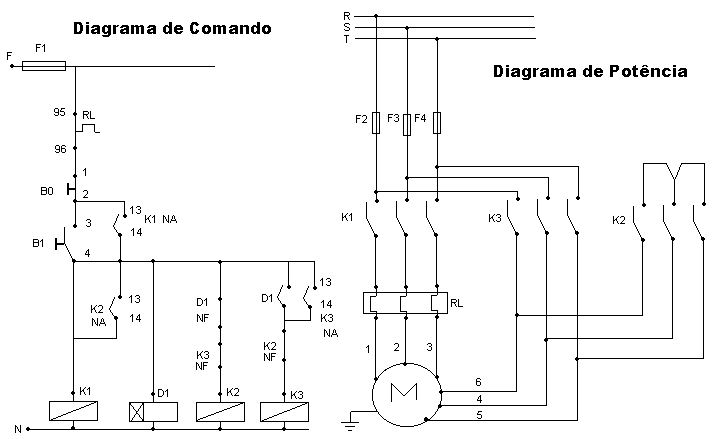 Diagrama de Comando
F
F1
95
RL
96
1
B0
2
13
K1 NA
14
3
B1
4
K2
NA
13
14
D1
NF
K3
NF
D1
13
14
K3
NA
K2
NF
K1
D1
K2
K3
N
R
S
T
Diagrama de Potência
F2
F3
F4
K1
K3
K2
RL
1
2
3
M
6
4
5